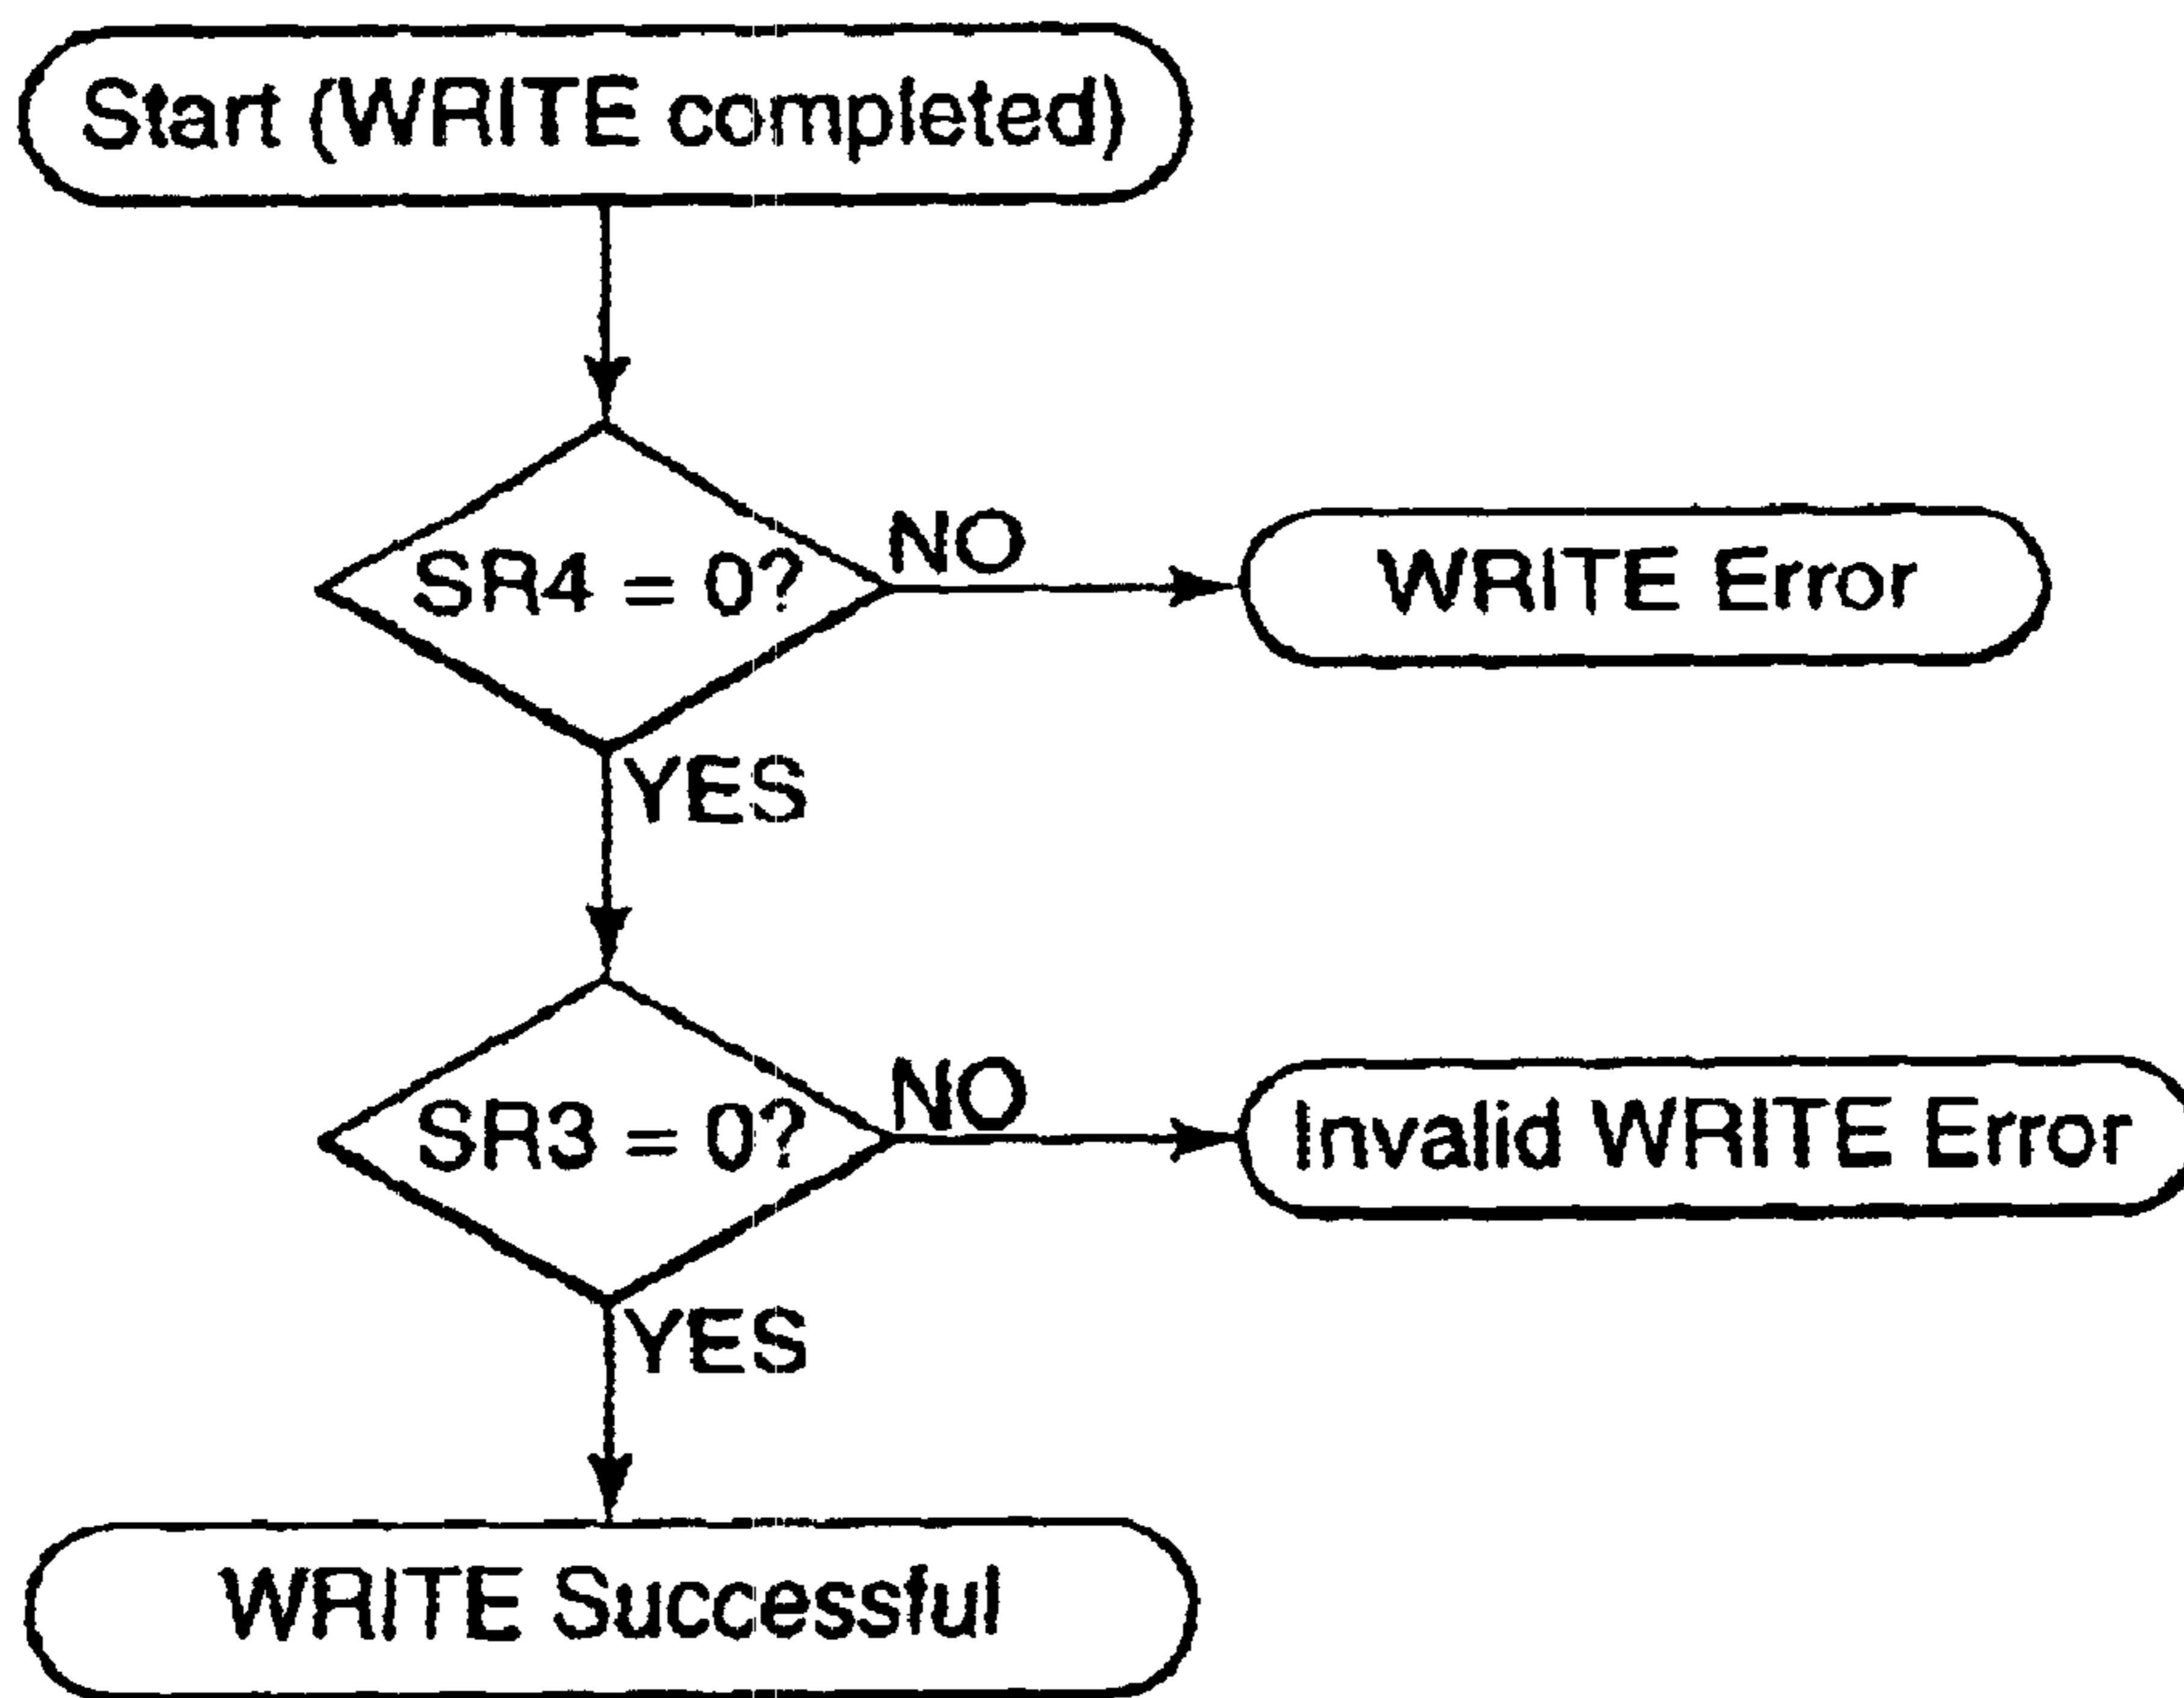 Start (WRITE completed)
SR4 = 0?
NO
WRITE Error
YES
SR3 = 0?
NO
Invalid WRITE Error
YES
WRITE Successful